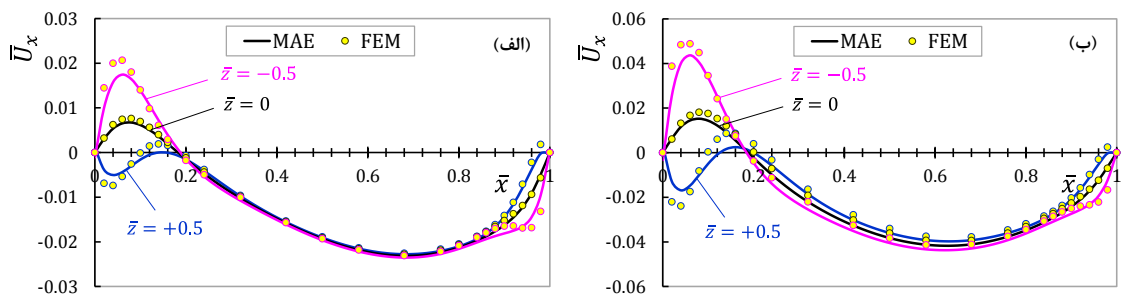 0.03
0.02
0.01
0
-0.01
-0.02
-0.03
Ūₓ
MAE FEM
(الف)
z̄ = −0.5
z̄ = 0
z̄ = +0.5
0 0.2 0.4 0.6 0.8 1
x̄
0.06
0.04
0.02
0
-0.02
-0.04
-0.06
Ūₓ
MAE FEM
(ب)
z̄ = −0.5
z̄ = 0
z̄ = +0.5
0 0.2 0.4 0.6 0.8 1
x̄